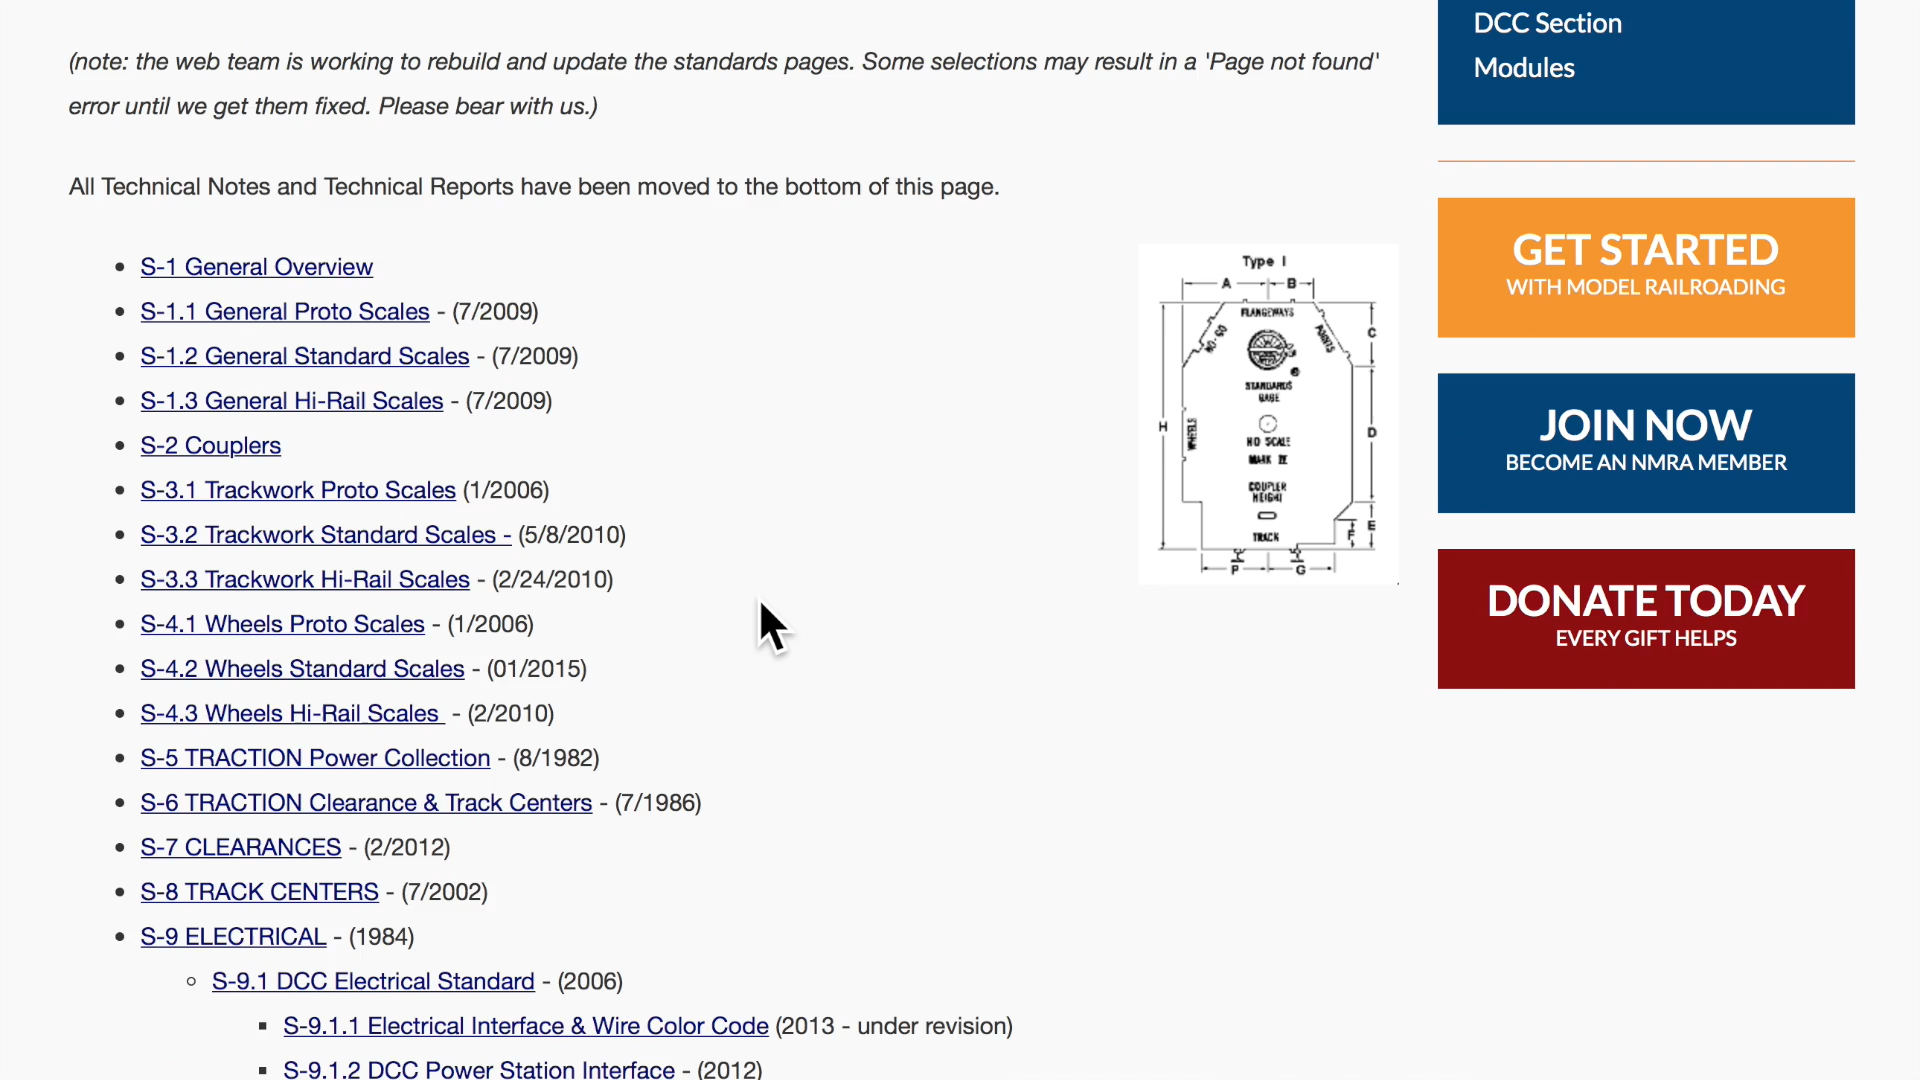 (note: the web team is working to rebuild and update the standards pages. Some selections may result in a 'Page not found'
error until we get them fixed. Please bear with us.)
All Technical Notes and Technical Reports have been moved to the bottom of this page.
S-1 General Overview
S-1.1 General Proto Scales - (7/2009)
S-1.2 General Standard Scales - (7/2009)
S-1.3 General Hi-Rail Scales - (7/2009)
S-2 Couplers
S-3.1 Trackwork Proto Scales (1/2006)
S-3.2 Trackwork Standard Scales - (5/8/2010)
S-3.3 Trackwork Hi-Rail Scales - (2/24/2010)
S-4.1 Wheels Proto Scales - (1/2006)
S-4.2 Wheels Standard Scales - (01/2015)
S-4.3 Wheels Hi-Rail Scales - (2/2010)
S-5 TRACTION Power Collection - (8/1982)
S-6 TRACTION Clearance & Track Centers - (7/1986)
S-7 CLEARANCES - (2/2012)
S-8 TRACK CENTERS - (7/2002)
S-9 ELECTRICAL - (1984)
S-9.1 DCC Electrical Standard - (2006)
S-9.1.1 Electrical Interface & Wire Color Code (2013 - under revision)
S-9.1.2 DCC Power Station Interface - (2012)
Type I
A B
FLANGEWAYS
NO-GO
POINTS
C
STANDARDS
GAGE
H
WHEELS
D
HO SCALE
MARK IV
COUPLER
HEIGHT
E
F
TRACK
P G
DCC Section
Modules
GET STARTED
WITH MODEL RAILROADING
JOIN NOW
BECOME AN NMRA MEMBER
DONATE TODAY
EVERY GIFT HELPS